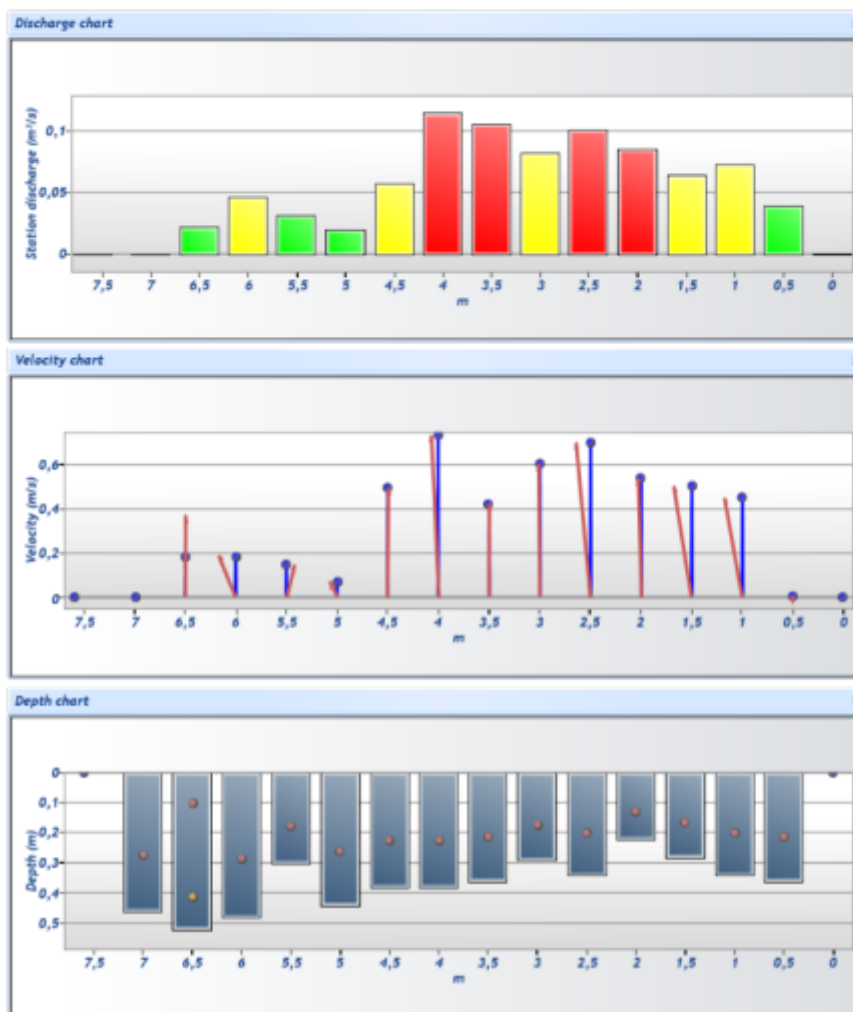 Discharge chart
Station discharge (m³/s)
0,1
0,05
0
7,5 7 6,5 6 5,5 5 4,5 4 3,5 3 2,5 2 1,5 1 0,5 0
m
Velocity chart
Velocity (m/s)
0,6
0,4
0,2
0
7,5 7 6,5 6 5,5 5 4,5 4 3,5 3 2,5 2 1,5 1 0,5 0
m
Depth chart
Depth (m)
0
0,1
0,2
0,3
0,4
0,5
7,5 7 6,5 6 5,5 5 4,5 4 3,5 3 2,5 2 1,5 1 0,5 0
m